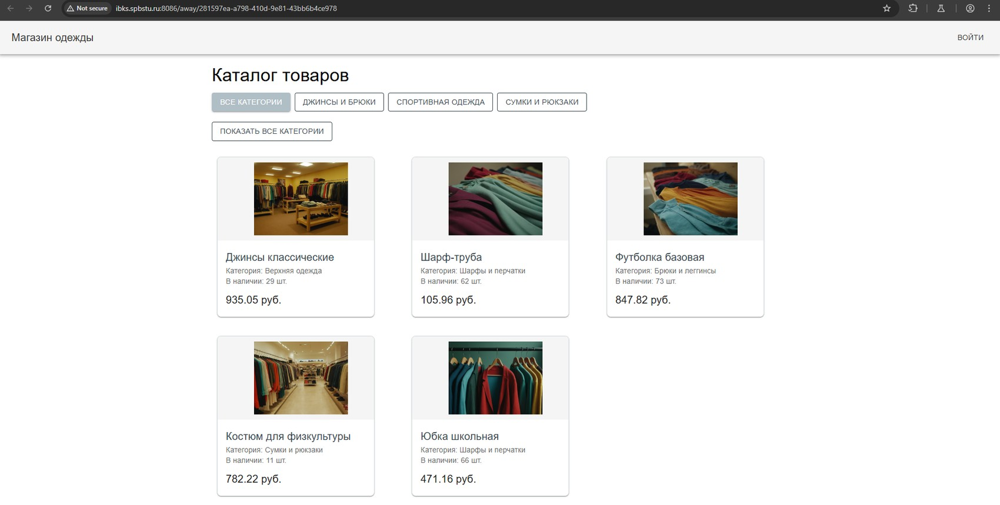 Not secure
ibks.spbstu.ru:8086/away/281597ea-a798-410d-9e81-43bb6b4ce978
Магазин одежды
ВОЙТИ
Каталог товаров
ВСЕ КАТЕГОРИИ
ДЖИНСЫ И БРЮКИ
СПОРТИВНАЯ ОДЕЖДА
СУМКИ И РЮКЗАКИ
ПОКАЗАТЬ ВСЕ КАТЕГОРИИ
Джинсы классические
Категория: Верхняя одежда
В наличии: 29 шт.
935.05 руб.
Шарф-труба
Категория: Шарфы и перчатки
В наличии: 62 шт.
105.96 руб.
Футболка базовая
Категория: Брюки и леггинсы
В наличии: 73 шт.
847.82 руб.
Костюм для физкультуры
Категория: Сумки и рюкзаки
В наличии: 11 шт.
782.22 руб.
Юбка школьная
Категория: Шарфы и перчатки
В наличии: 66 шт.
471.16 руб.